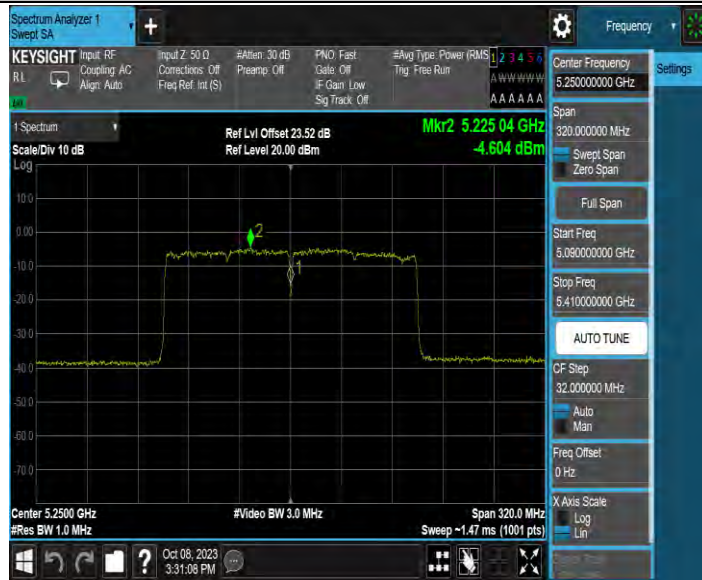 Spectrum Analyzer 1
Swept SA
+
Frequency
KEYSIGHT
RL
Input: RF
Coupling: AC
Align: Auto
Input Z: 50 Ω
Corrections: Off
Freq Ref: Int (S)
#Atten: 30 dB
Preamp: Off
PNO: Fast
Gate: Off
IF Gain: Low
Sig Track: Off
#Avg Type: Power (RMS
Trig: Free Run
1 2 3 4 5 6
A W W W W W
A A A A A A
1 Spectrum
Scale/Div 10 dB
Ref Lvl Offset 23.52 dB
Ref Level 20.00 dBm
Mkr2 5.225 04 GHz
-4.604 dBm
Log
10.0
0.00
-10.0
-20.0
-30.0
-40.0
-50.0
-60.0
-70.0
2
1
Center 5.2500 GHz
#Res BW 1.0 MHz
#Video BW 3.0 MHz
Span 320.0 MHz
Sweep ~1.47 ms (1001 pts)
Center Frequency
5.250000000 GHz
Settings
Span
320.000000 MHz
Swept Span
Zero Span
Full Span
Start Freq
5.090000000 GHz
Stop Freq
5.410000000 GHz
AUTO TUNE
CF Step
32.000000 MHz
Auto
Man
Freq Offset
0 Hz
X Axis Scale
Log
Lin
?
Oct 08, 2023
3:31:08 PM